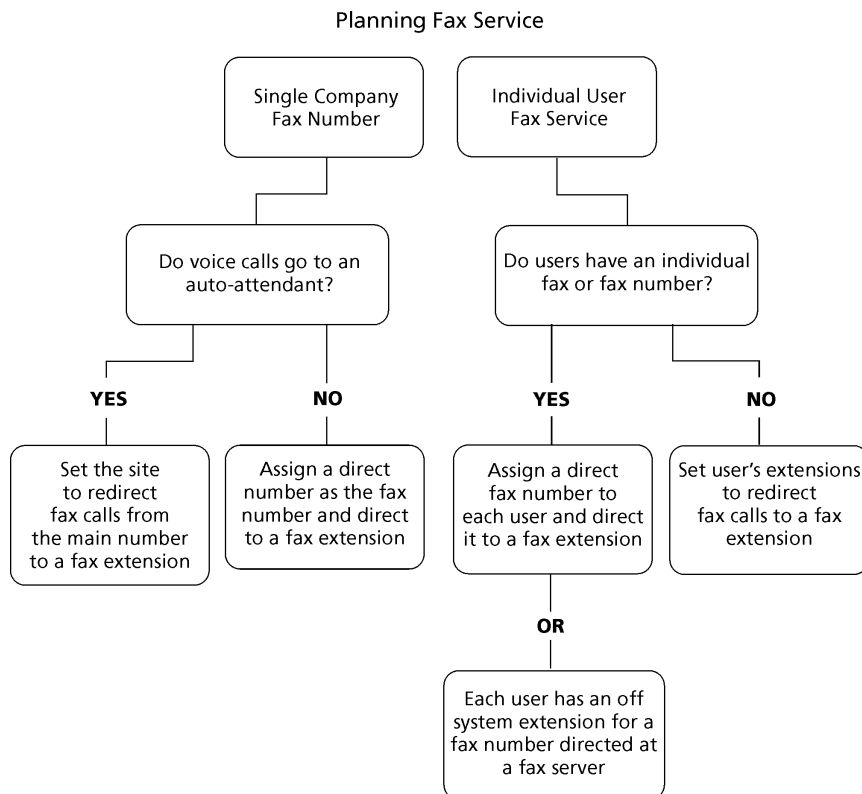 Planning Fax Service
Single Company
Fax Number
Individual User
Fax Service
Do voice calls go to an
auto-attendant?
Do users have an individual
fax or fax number?
YES
NO
YES
NO
Set the site
to redirect
fax calls from
the main number
to a fax extension
Assign a direct
number as the fax
number and direct
to a fax extension
Assign a direct
fax number to
each user and direct
it to a fax extension
Set user's extensions
to redirect
fax calls to a fax
extension
OR
Each user has an off
system extension for a
fax number directed at
a fax server